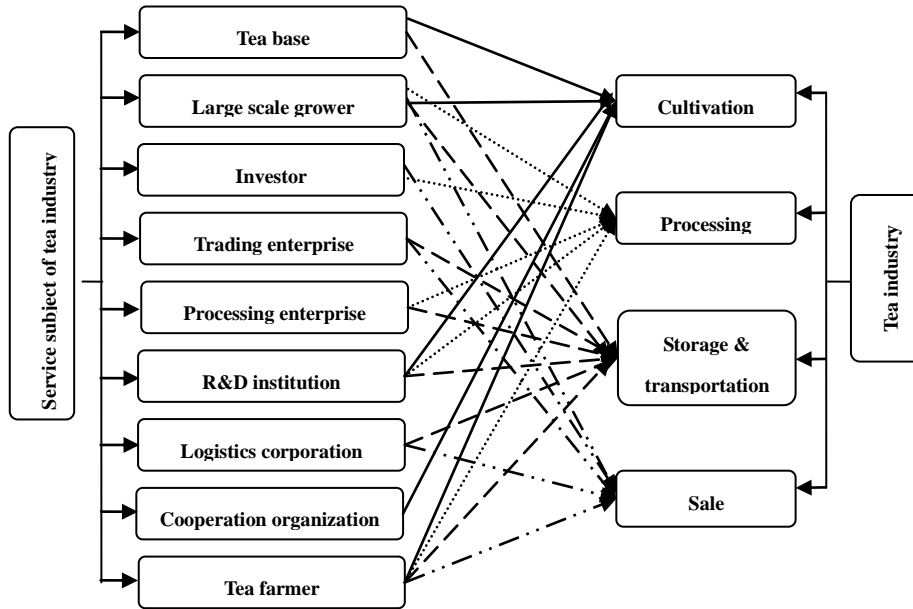 Service subject of tea industry
Tea base
Large scale grower
Investor
Trading enterprise
Processing enterprise
R&D institution
Logistics corporation
Cooperation organization
Tea farmer
Cultivation
Processing
Storage &
transportation
Sale
Tea industry